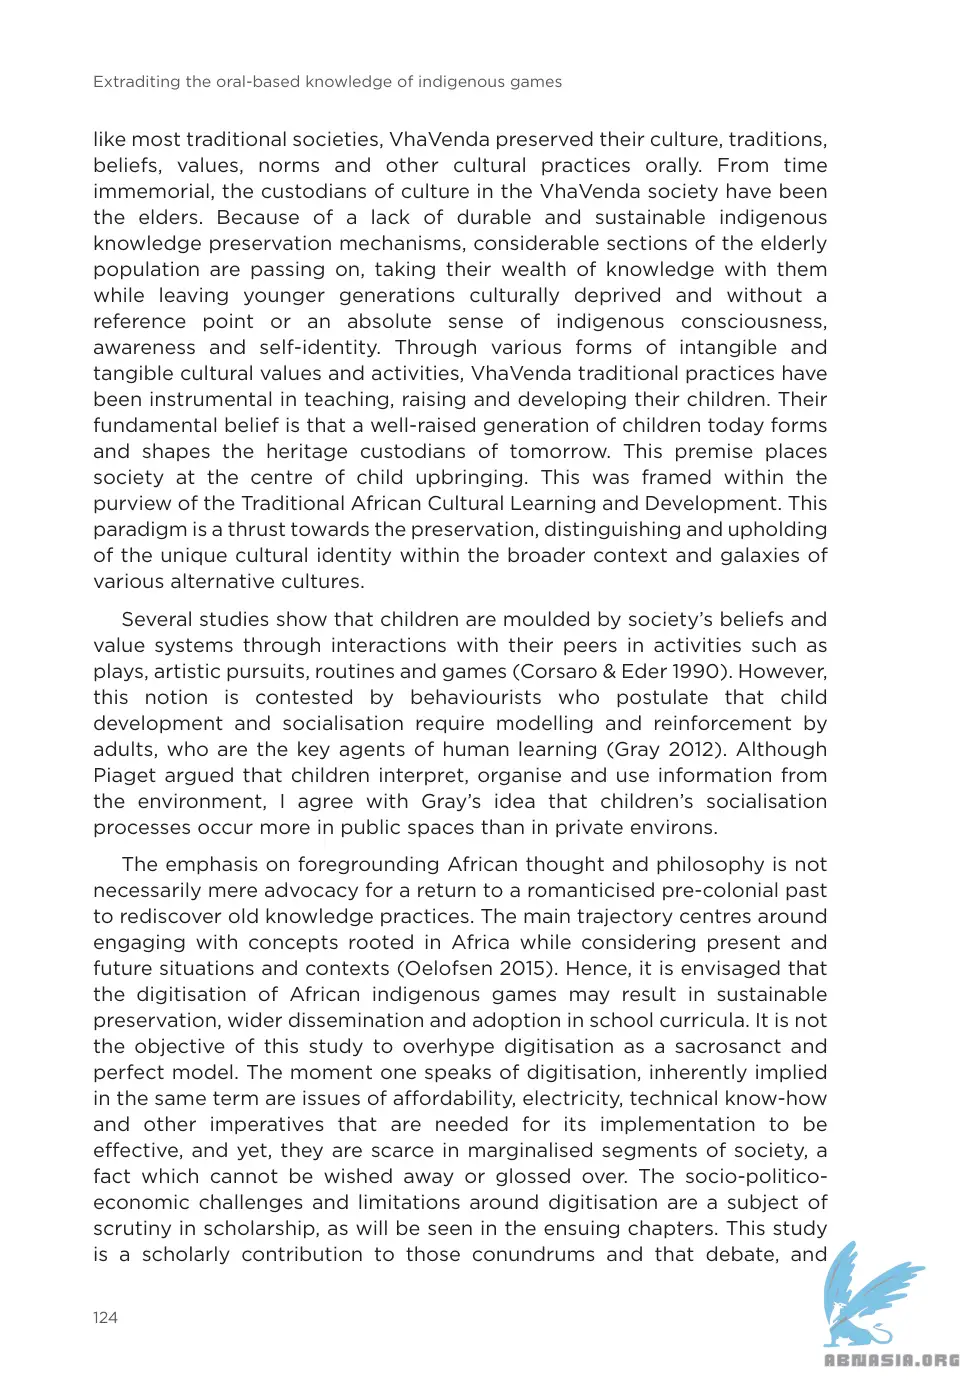 Extraditing the oral-based knowledge of indigenous games
like most traditional societies, VhaVenda preserved their culture, traditions,
beliefs, values, norms and other cultural practices orally. From time
immemorial, the custodians of culture in the VhaVenda society have been
the elders. Because of a lack of durable and sustainable indigenous
knowledge preservation mechanisms, considerable sections of the elderly
population are passing on, taking their wealth of knowledge with them
while leaving younger generations culturally deprived and without a
reference point or an absolute sense of indigenous consciousness,
awareness and self-identity. Through various forms of intangible and
tangible cultural values and activities, VhaVenda traditional practices have
been instrumental in teaching, raising and developing their children. Their
fundamental belief is that a well-raised generation of children today forms
and shapes the heritage custodians of tomorrow. This premise places
society at the centre of child upbringing. This was framed within the
purview of the Traditional African Cultural Learning and Development. This
paradigm is a thrust towards the preservation, distinguishing and upholding
of the unique cultural identity within the broader context and galaxies of
various alternative cultures.
Several studies show that children are moulded by society’s beliefs and
value systems through interactions with their peers in activities such as
plays, artistic pursuits, routines and games (Corsaro & Eder 1990). However,
this notion is contested by behaviourists who postulate that child
development and socialisation require modelling and reinforcement by
adults, who are the key agents of human learning (Gray 2012). Although
Piaget argued that children interpret, organise and use information from
the environment, I agree with Gray’s idea that children’s socialisation
processes occur more in public spaces than in private environs.
The emphasis on foregrounding African thought and philosophy is not
necessarily mere advocacy for a return to a romanticised pre-colonial past
to rediscover old knowledge practices. The main trajectory centres around
engaging with concepts rooted in Africa while considering present and
future situations and contexts (Oelofsen 2015). Hence, it is envisaged that
the digitisation of African indigenous games may result in sustainable
preservation, wider dissemination and adoption in school curricula. It is not
the objective of this study to overhype digitisation as a sacrosanct and
perfect model. The moment one speaks of digitisation, inherently implied
in the same term are issues of affordability, electricity, technical know-how
and other imperatives that are needed for its implementation to be
effective, and yet, they are scarce in marginalised segments of society, a
fact which cannot be wished away or glossed over. The socio-politico-
economic challenges and limitations around digitisation are a subject of
scrutiny in scholarship, as will be seen in the ensuing chapters. This study
is a scholarly contribution to those conundrums and that debate, and
124
ABNASIA.ORG